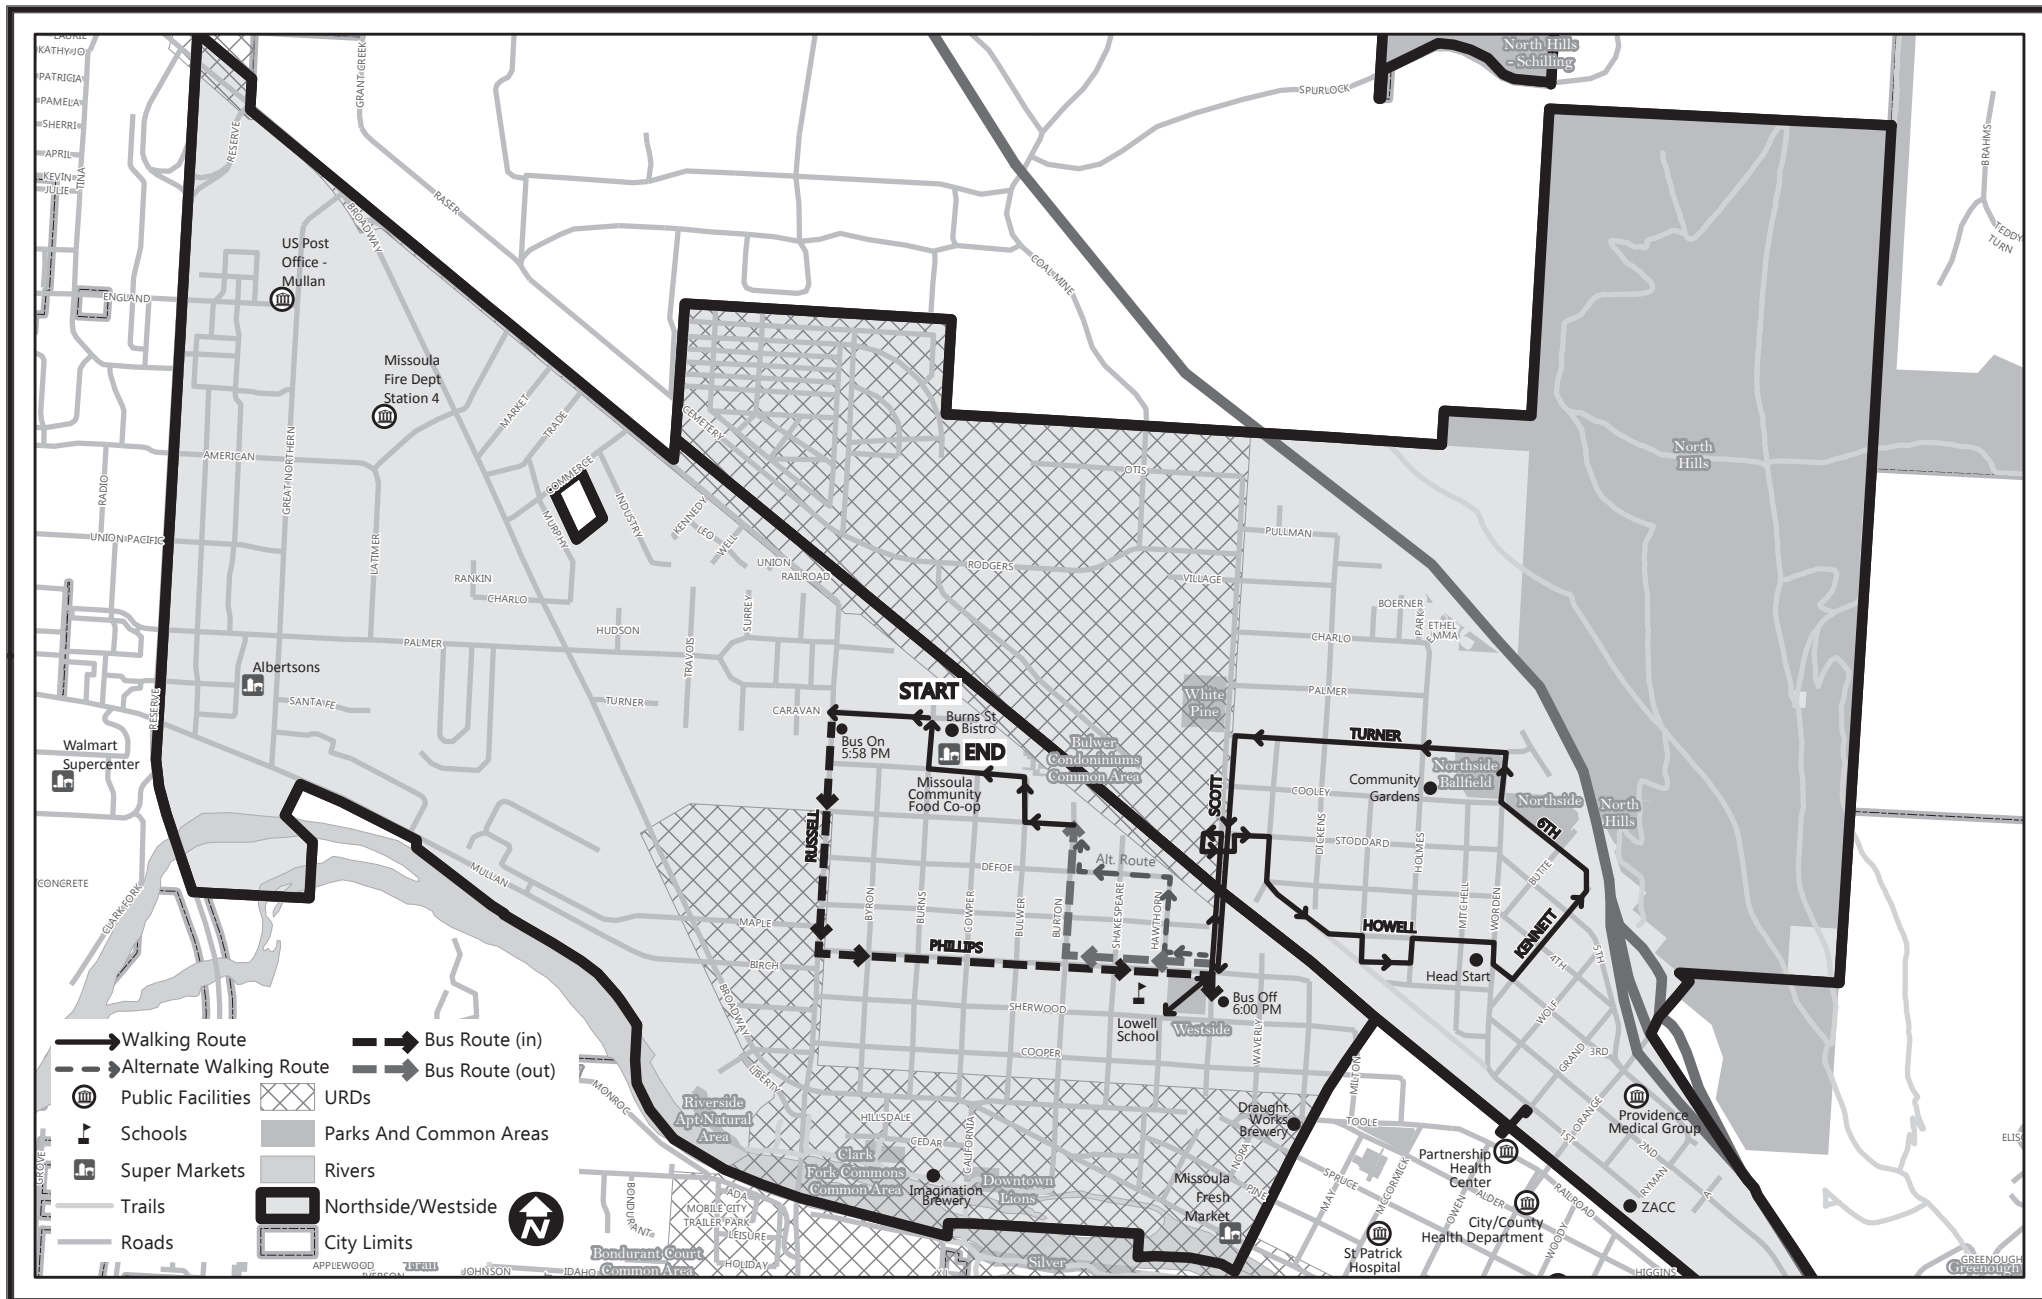 LAURIE
KATHY JO
PATRICIA
PAMELA
SHERRI
APRIL
KEVIN
JULIE
TINA
RESERVE
GRANT CREEK
RASER
BROADWAY
SPURLOCK
North Hills
- Schilling
BRAHMS
TEDDY
TURN
COAL MINE
US Post
Office -
Mullan
ENGLAND
Missoula
Fire Dept
Station 4
MARKET
TRADE
CEMETERY
AMERICAN
GREAT NORTHERN
RADIO
COMMERCE
MURPHY
INDUSTRY
KENNEDY
LEO
WELL
OTIS
North
Hills
UNION PACIFIC
LATIMER
UNION
RAILROAD
RODGERS
PULLMAN
VILLAGE
RANKIN
CHARLO
SURREY
HUDSON
TRAVOIS
PALMER
BOERNER
PARK
ETHEL
EMMA
CHARLO
Albertsons
SANTA FE
TURNER
CARAVAN
START
Burns St
Bistro
END
Bus On
5:58 PM
Missoula
Community
Food Co-op
White
Pine
PALMER
Bulwer
Condominiums
Common Area
TURNER
Northside
Ballfield
Community
Gardens
COOLEY
Northside
North
Hills
6TH
SCOTT
RESERVE
Walmart
Supercenter
RUSSELL
DICKENS
STODDARD
HOLMES
BUTTE
CONCRETE
CLARK FORK
MULLAN
DEFOE
Alt. Route
BYRON
BURNS
COWPER
BULWER
BURTON
SHAKESPEARE
HAWTHORN
MITCHELL
WORDEN
MAPLE
HOWELL
KENNETT
PHILLIPS
BIRCH
Head Start
4TH
5TH
BROADWAY
SHERWOOD
Lowell
School
Bus Off
6:00 PM
Westside
WAVERLY
WOLF
COOPER
GRAND
3RD
LIBERTY
MILTON
MONROE
Riverside
Apt Natural
Area
HILLSDALE
CEDAR
CALIFORNIA
Draught
Works
Brewery
TOOLE
Providence
Medical Group
ORANGE
1ST
2ND
Clark
Fork Commons
Common Area
Imagination
Brewery
Downtown
Lions
NORA
PINE
SPRUCE
MAY
MCCORMICK
Partnership
Health
Center
ALDER
OWEN
RAILROAD
RYMAN
A
ZACC
Missoula
Fresh
Market
City/County
Health Department
WOODY
St Patrick
Hospital
HIGGINS
ELIS
GREENOUGH
Greenough
ADA
MOBILE CITY
TRAILER PARK
LEISURE
HOLIDAY
Bondurant Court
Common Area
Silver
GROVE
APPLEWOOD
IVERSON
Trail
JOHNSON
IDAHO
Walking Route
Bus Route (in)
Alternate Walking Route
Bus Route (out)
Public Facilities
URDs
Schools
Parks And Common Areas
Super Markets
Rivers
Trails
Northside/Westside
Roads
City Limits
N